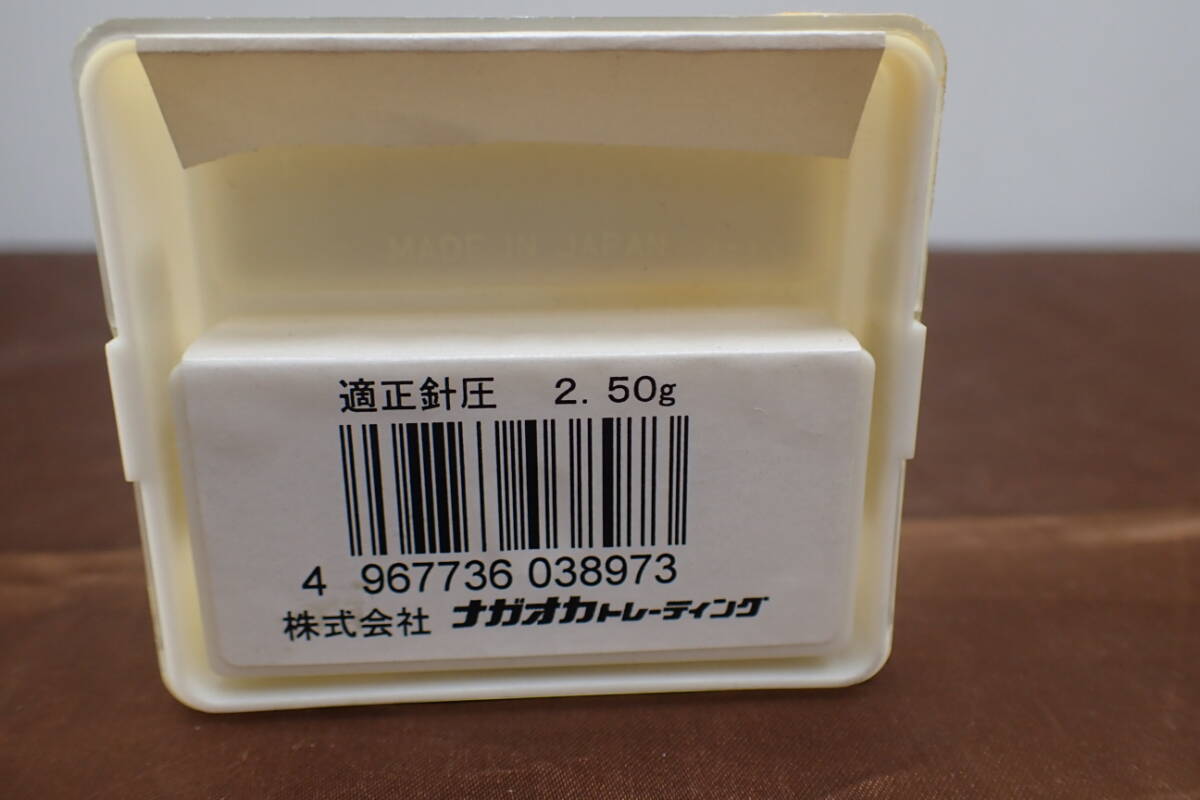 MADE IN JAPAN
適正針圧 2.50g
4 967736 038973
株式会社 ナガオカトレーディング